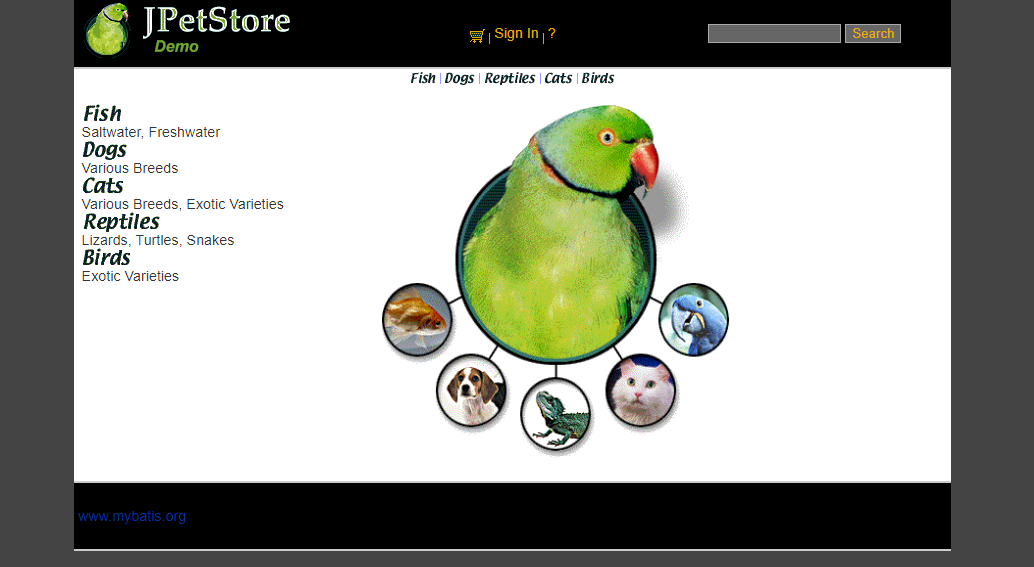 JPetStore
Demo
| Sign In | ?
Search
Fish | Dogs | Reptiles | Cats | Birds
Fish
Saltwater, Freshwater
Dogs
Various Breeds
Cats
Various Breeds, Exotic Varieties
Reptiles
Lizards, Turtles, Snakes
Birds
Exotic Varieties
www.mybatis.org